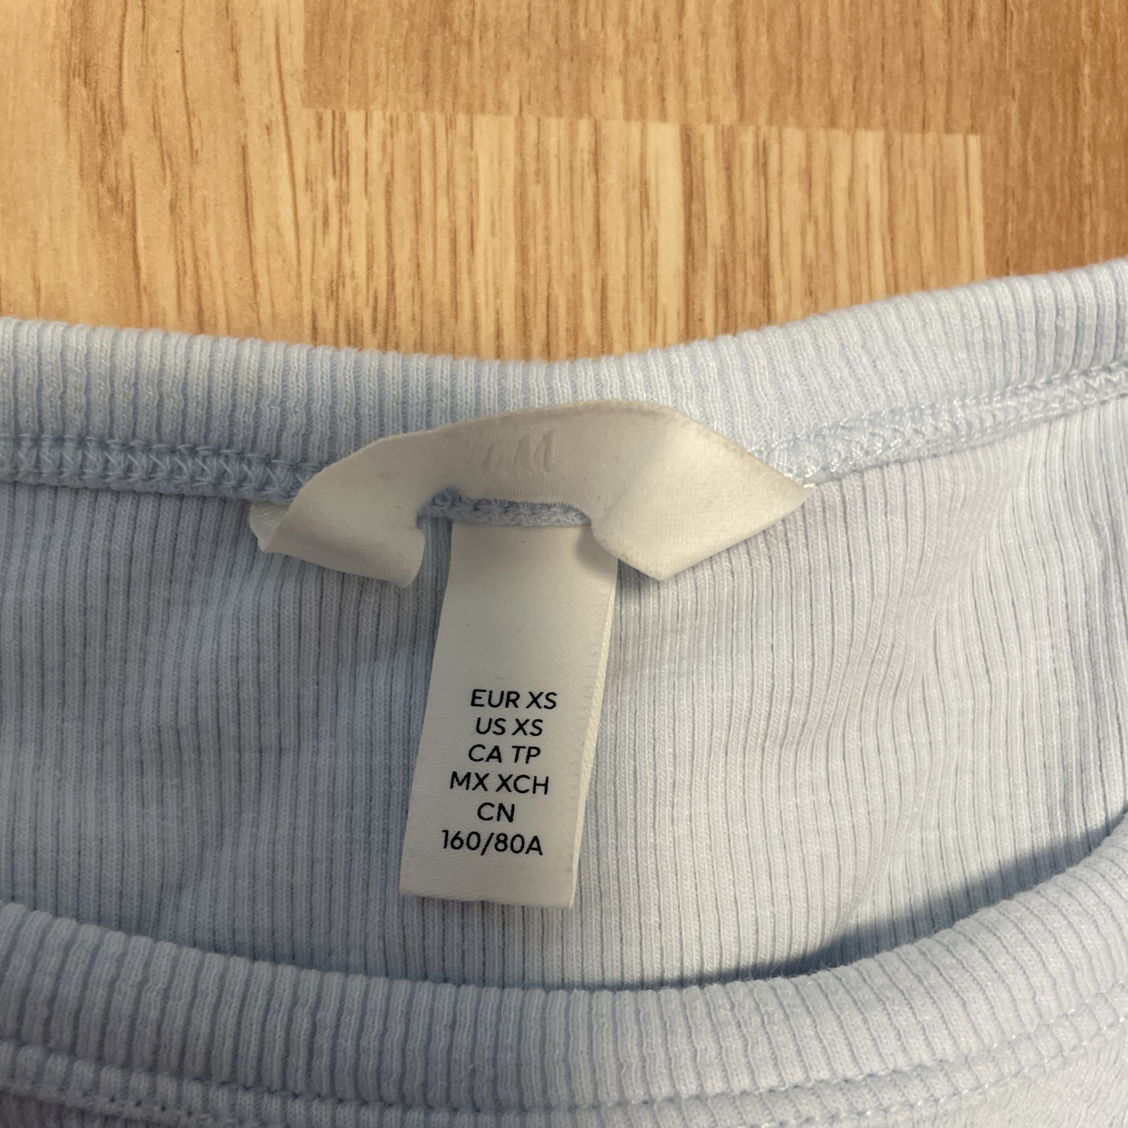 EUR XS
US XS
CA TP
MX XCH
CN
160/80A